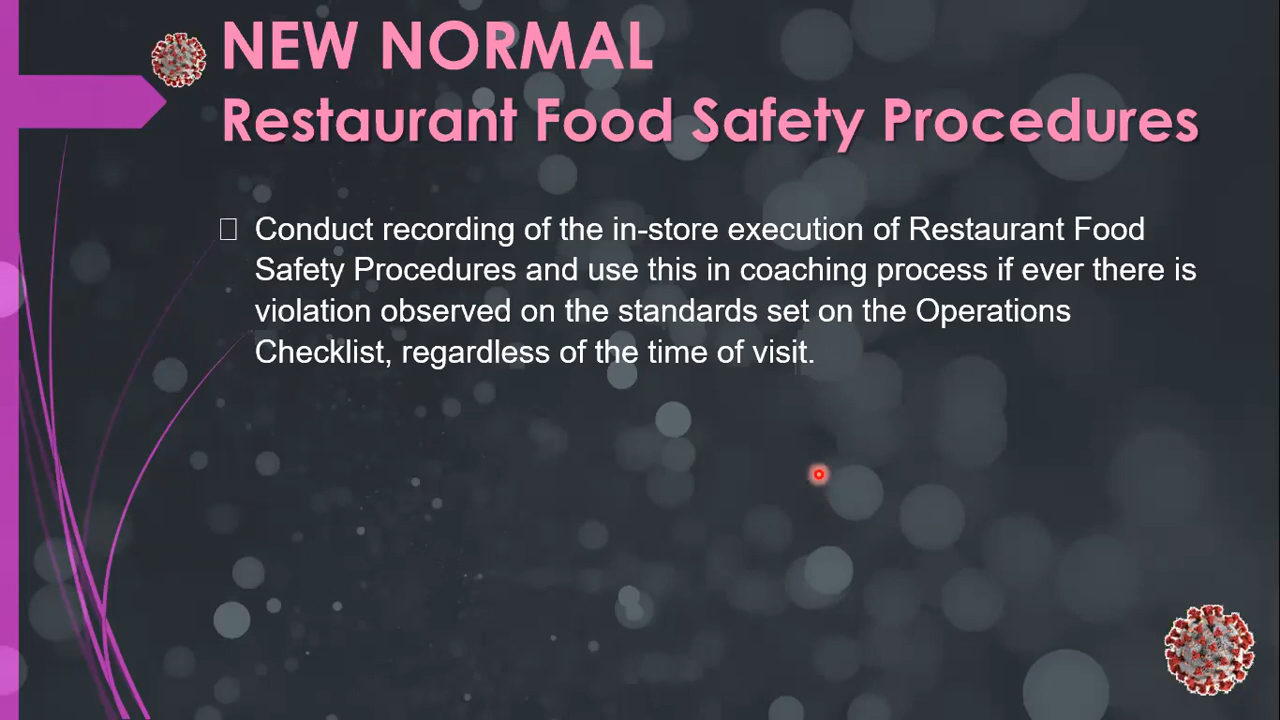 NEW NORMAL
Restaurant Food Safety Procedures
Conduct recording of the in-store execution of Restaurant Food
Safety Procedures and use this in coaching process if ever there is
violation observed on the standards set on the Operations
Checklist, regardless of the time of visit.